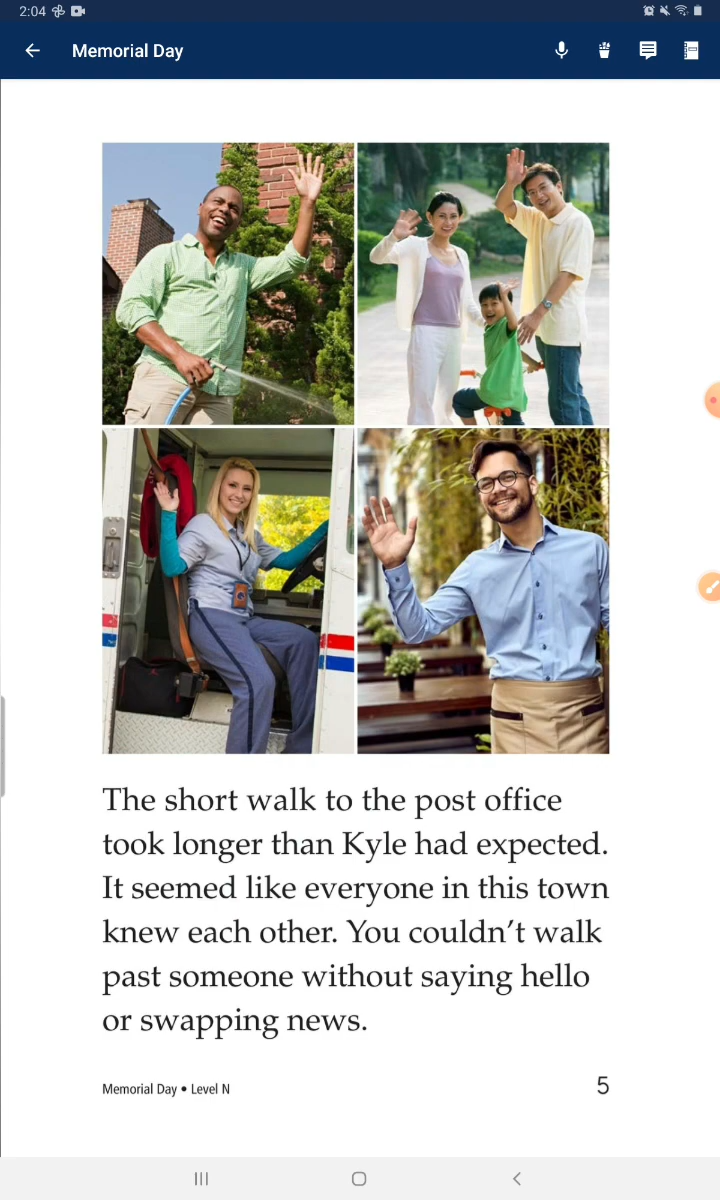 2:04
Memorial Day
The short walk to the post office
took longer than Kyle had expected.
It seemed like everyone in this town
knew each other. You couldn’t walk
past someone without saying hello
or swapping news.
Memorial Day • Level N
5